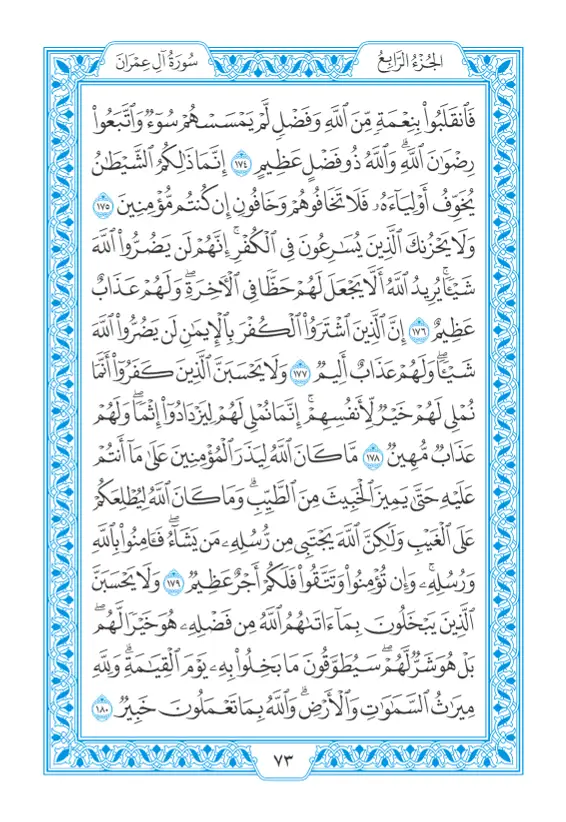 الجُزْءُ الرَّابِعُ
سُورَةُ آلِ عِمْرَانَ
فَٱنقَلَبُوا۟ بِنِعْمَةٍ مِّنَ ٱللَّهِ وَفَضْلٍ لَّمْ يَمْسَسْهُمْ سُوٓءٌ وَٱتَّبَعُوا۟
رِضْوَٰنَ ٱللَّهِ ۗ وَٱللَّهُ ذُو فَضْلٍ عَظِيمٍ ١٧٤ إِنَّمَا ذَٰلِكُمُ ٱلشَّيْطَٰنُ
يُخَوِّفُ أَوْلِيَآءَهُۥ فَلَا تَخَافُوهُمْ وَخَافُونِ إِن كُنتُم مُّؤْمِنِينَ ١٧٥
وَلَا يَحْزُنكَ ٱلَّذِينَ يُسَٰرِعُونَ فِى ٱلْكُفْرِ ۚ إِنَّهُمْ لَن يَضُرُّوا۟ ٱللَّهَ
شَيْـًٔا ۗ يُرِيدُ ٱللَّهُ أَلَّا يَجْعَلَ لَهُمْ حَظًّا فِى ٱلْـَٔاخِرَةِ ۖ وَلَهُمْ عَذَابٌ
عَظِيمٌ ١٧٦ إِنَّ ٱلَّذِينَ ٱشْتَرَوُا۟ ٱلْكُفْرَ بِٱلْإِيمَٰنِ لَن يَضُرُّوا۟ ٱللَّهَ
شَيْـًٔا ۖ وَلَهُمْ عَذَابٌ أَلِيمٌ ١٧٧ وَلَا يَحْسَبَنَّ ٱلَّذِينَ كَفَرُوٓا۟ أَنَّمَا
نُمْلِى لَهُمْ خَيْرٌ لِّأَنفُسِهِمْ ۚ إِنَّمَا نُمْلِى لَهُمْ لِيَزْدَادُوٓا۟ إِثْمًا ۚ وَلَهُمْ
عَذَابٌ مُّهِينٌ ١٧٨ مَّا كَانَ ٱللَّهُ لِيَذَرَ ٱلْمُؤْمِنِينَ عَلَىٰ مَآ أَنتُمْ
عَلَيْهِ حَتَّىٰ يَمِيزَ ٱلْخَبِيثَ مِنَ ٱلطَّيِّبِ ۗ وَمَا كَانَ ٱللَّهُ لِيُطْلِعَكُمْ
عَلَى ٱلْغَيْبِ وَلَٰكِنَّ ٱللَّهَ يَجْتَبِى مِن رُّسُلِهِۦ مَن يَشَآءُ ۖ فَـَٔامِنُوا۟ بِٱللَّهِ
وَرُسُلِهِۦ ۚ وَإِن تُؤْمِنُوا۟ وَتَتَّقُوا۟ فَلَكُمْ أَجْرٌ عَظِيمٌ ١٧٩ وَلَا يَحْسَبَنَّ
ٱلَّذِينَ يَبْخَلُونَ بِمَآ ءَاتَىٰهُمُ ٱللَّهُ مِن فَضْلِهِۦ هُوَ خَيْرًا لَّهُم ۖ
بَلْ هُوَ شَرٌّ لَّهُمْ ۖ سَيُطَوَّقُونَ مَا بَخِلُوا۟ بِهِۦ يَوْمَ ٱلْقِيَٰمَةِ ۗ وَلِلَّهِ
مِيرَٰثُ ٱلسَّمَٰوَٰتِ وَٱلْأَرْضِ ۗ وَٱللَّهُ بِمَا تَعْمَلُونَ خَبِيرٌ ١٨٠
٧٣